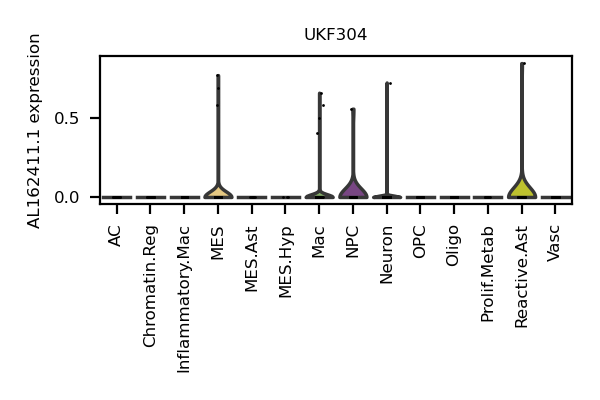 UKF304
AL162411.1 expression
0.5
0.0
AC
Chromatin.Reg
Inflammatory.Mac
MES
MES.Ast
MES.Hyp
Mac
NPC
Neuron
OPC
Oligo
Prolif.Metab
Reactive.Ast
Vasc